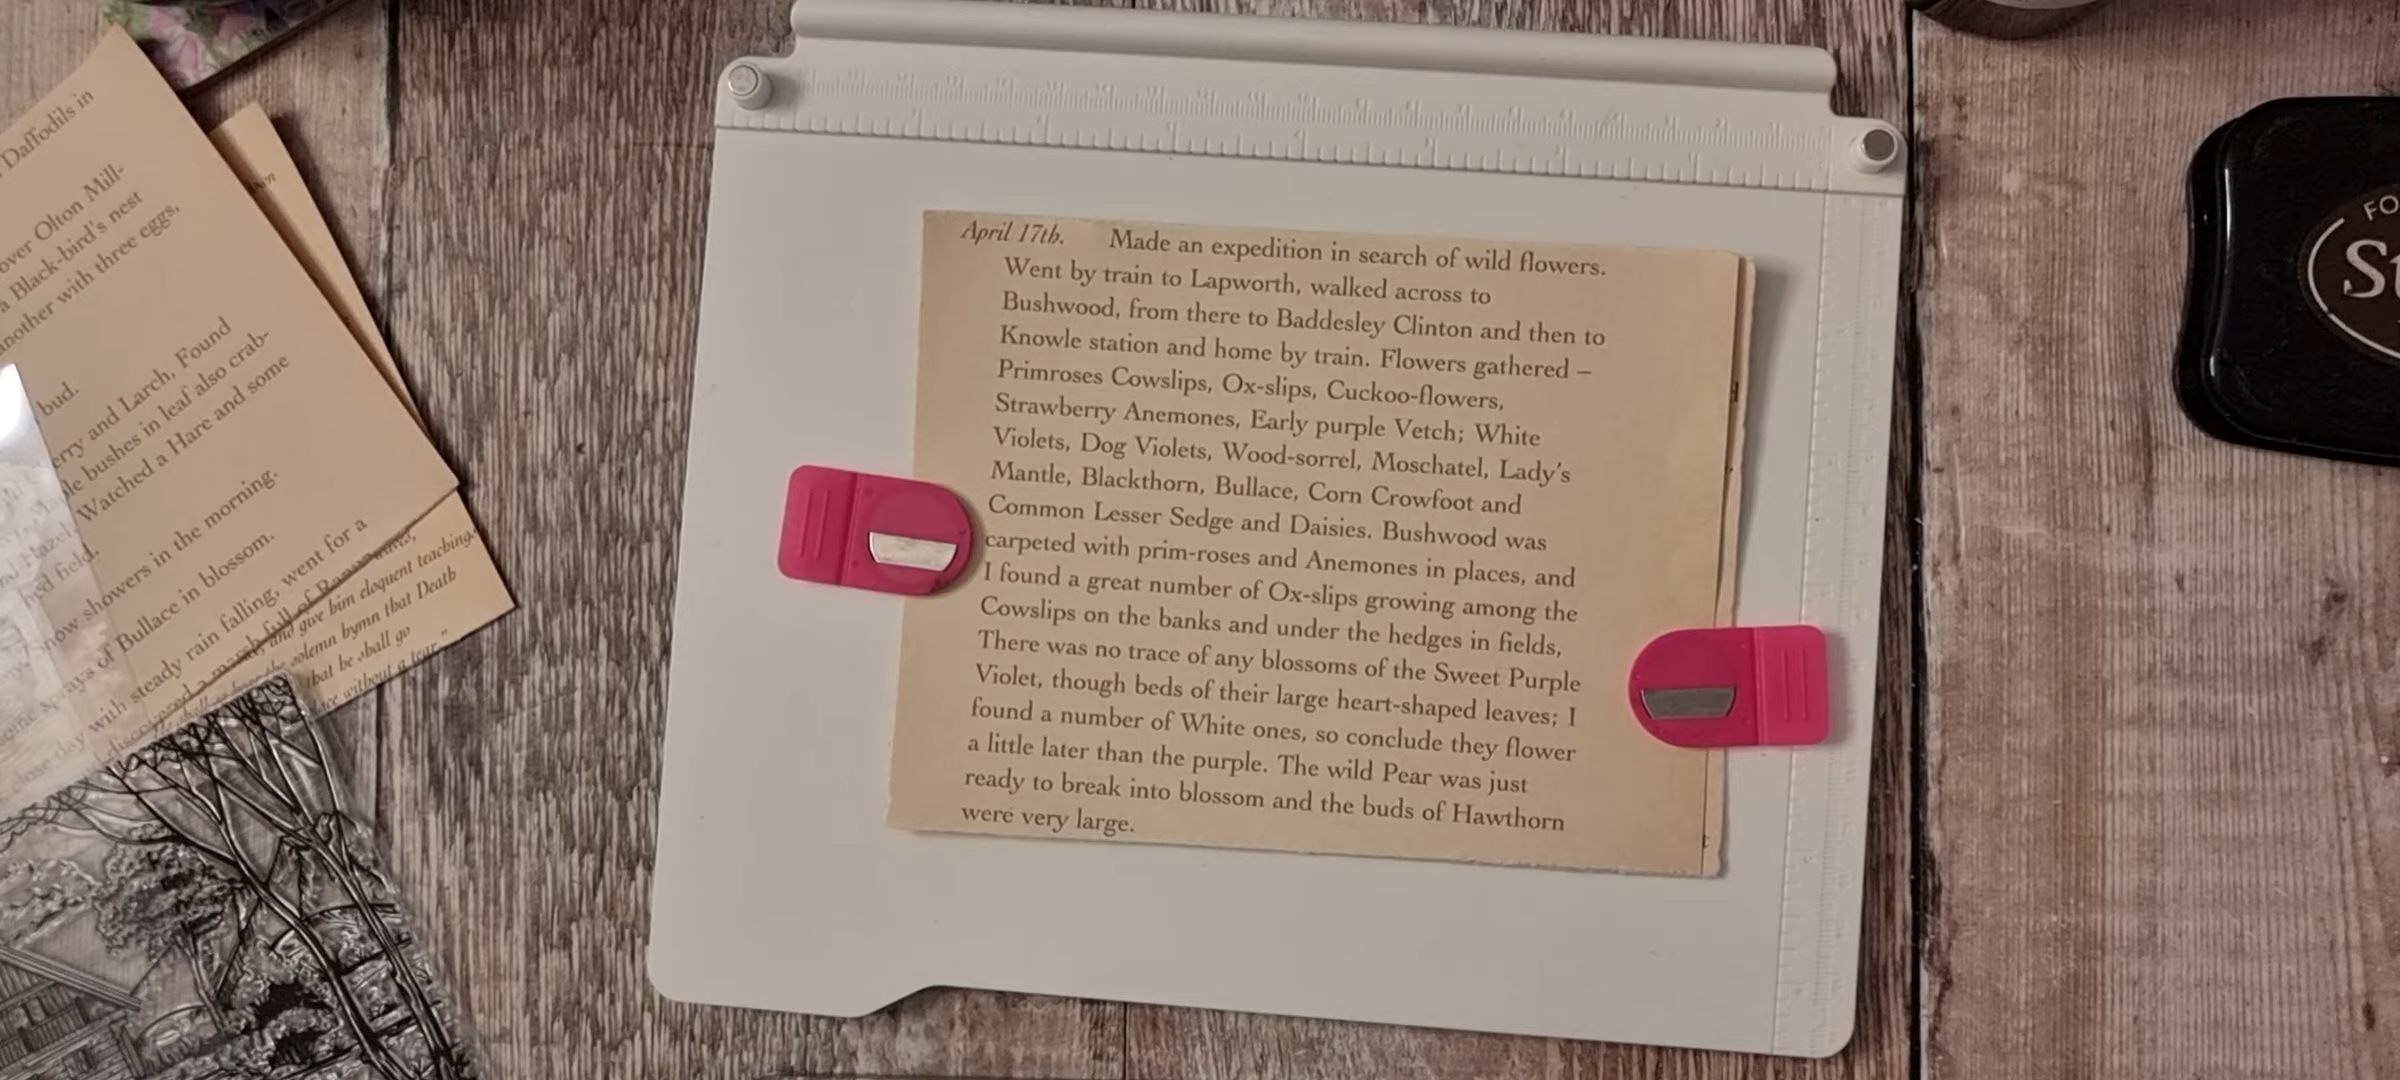 April 17th. Made an expedition in search of wild flowers.
Went by train to Lapworth, walked across to
Bushwood, from there to Baddesley Clinton and then to
Knowle station and home by train. Flowers gathered –
Primroses Cowslips, Ox-slips, Cuckoo-flowers,
Strawberry Anemones, Early purple Vetch; White
Violets, Dog Violets, Wood-sorrel, Moschatel, Lady's
Mantle, Blackthorn, Bullace, Corn Crowfoot and
Common Lesser Sedge and Daisies. Bushwood was
carpeted with prim-roses and Anemones in places, and
I found a great number of Ox-slips growing among the
Cowslips on the banks and under the hedges in fields,
There was no trace of any blossoms of the Sweet Purple
Violet, though beds of their large heart-shaped leaves; I
found a number of White ones, so conclude they flower
a little later than the purple. The wild Pear was just
ready to break into blossom and the buds of Hawthorn
were very large.
Daffodils in
over Olton Mill-
a Black-bird's nest
another with three eggs,
bud.
and Larch, Found
bushes in leaf also crab-
Watched a Hare and some
field.
showers in the morning.
of Bullace in blossom.
day with steady rain falling, went for a
discovered a marsh full of
and give him eloquent teaching,
solemn hymn that Death
that he shall go
without a tear